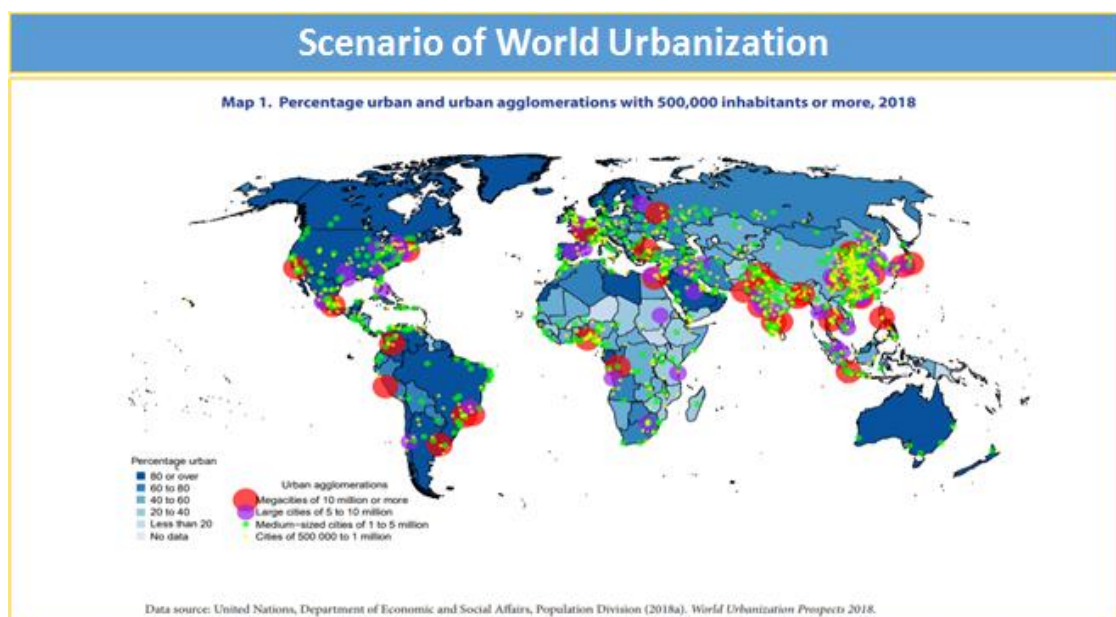 Scenario of World Urbanization
Map 1. Percentage urban and urban agglomerations with 500,000 inhabitants or more, 2018
Percentage urban
80 or over
60 to 80
40 to 60
20 to 40
Less than 20
No data
Urban agglomerations
Megacities of 10 million or more
Large cities of 5 to 10 million
Medium-sized cities of 1 to 5 million
Cities of 500 000 to 1 million
Data source: United Nations, Department of Economic and Social Affairs, Population Division (2018a). World Urbanization Prospects 2018.